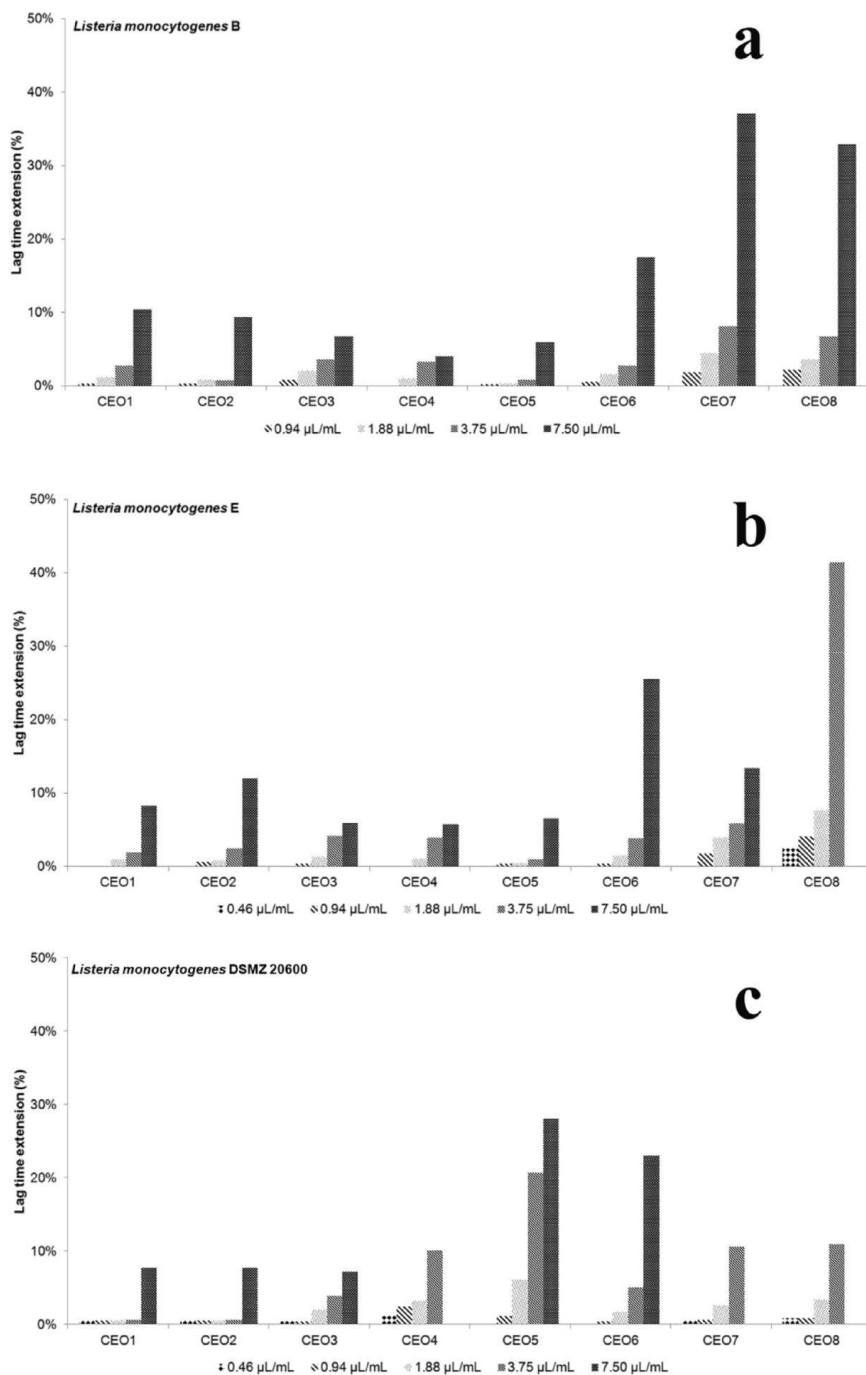 Listeria monocytogenes B
a
50%
40%
30%
20%
10%
0%
Lag time extension (%)
CEO1 CEO2 CEO3 CEO4 CEO5 CEO6 CEO7 CEO8
0.94 µL/mL 1.88 µL/mL 3.75 µL/mL 7.50 µL/mL
Listeria monocytogenes E
b
50%
40%
30%
20%
10%
0%
CEO1 CEO2 CEO3 CEO4 CEO5 CEO6 CEO7 CEO8
0.46 µL/mL 0.94 µL/mL 1.88 µL/mL 3.75 µL/mL 7.50 µL/mL
Listeria monocytogenes DSMZ 20600
c
50%
40%
30%
20%
10%
0%
Lag time extension (%)
CEO1 CEO2 CEO3 CEO4 CEO5 CEO6 CEO7 CEO8
0.46 µL/mL 0.94 µL/mL 1.88 µL/mL 3.75 µL/mL 7.50 µL/mL